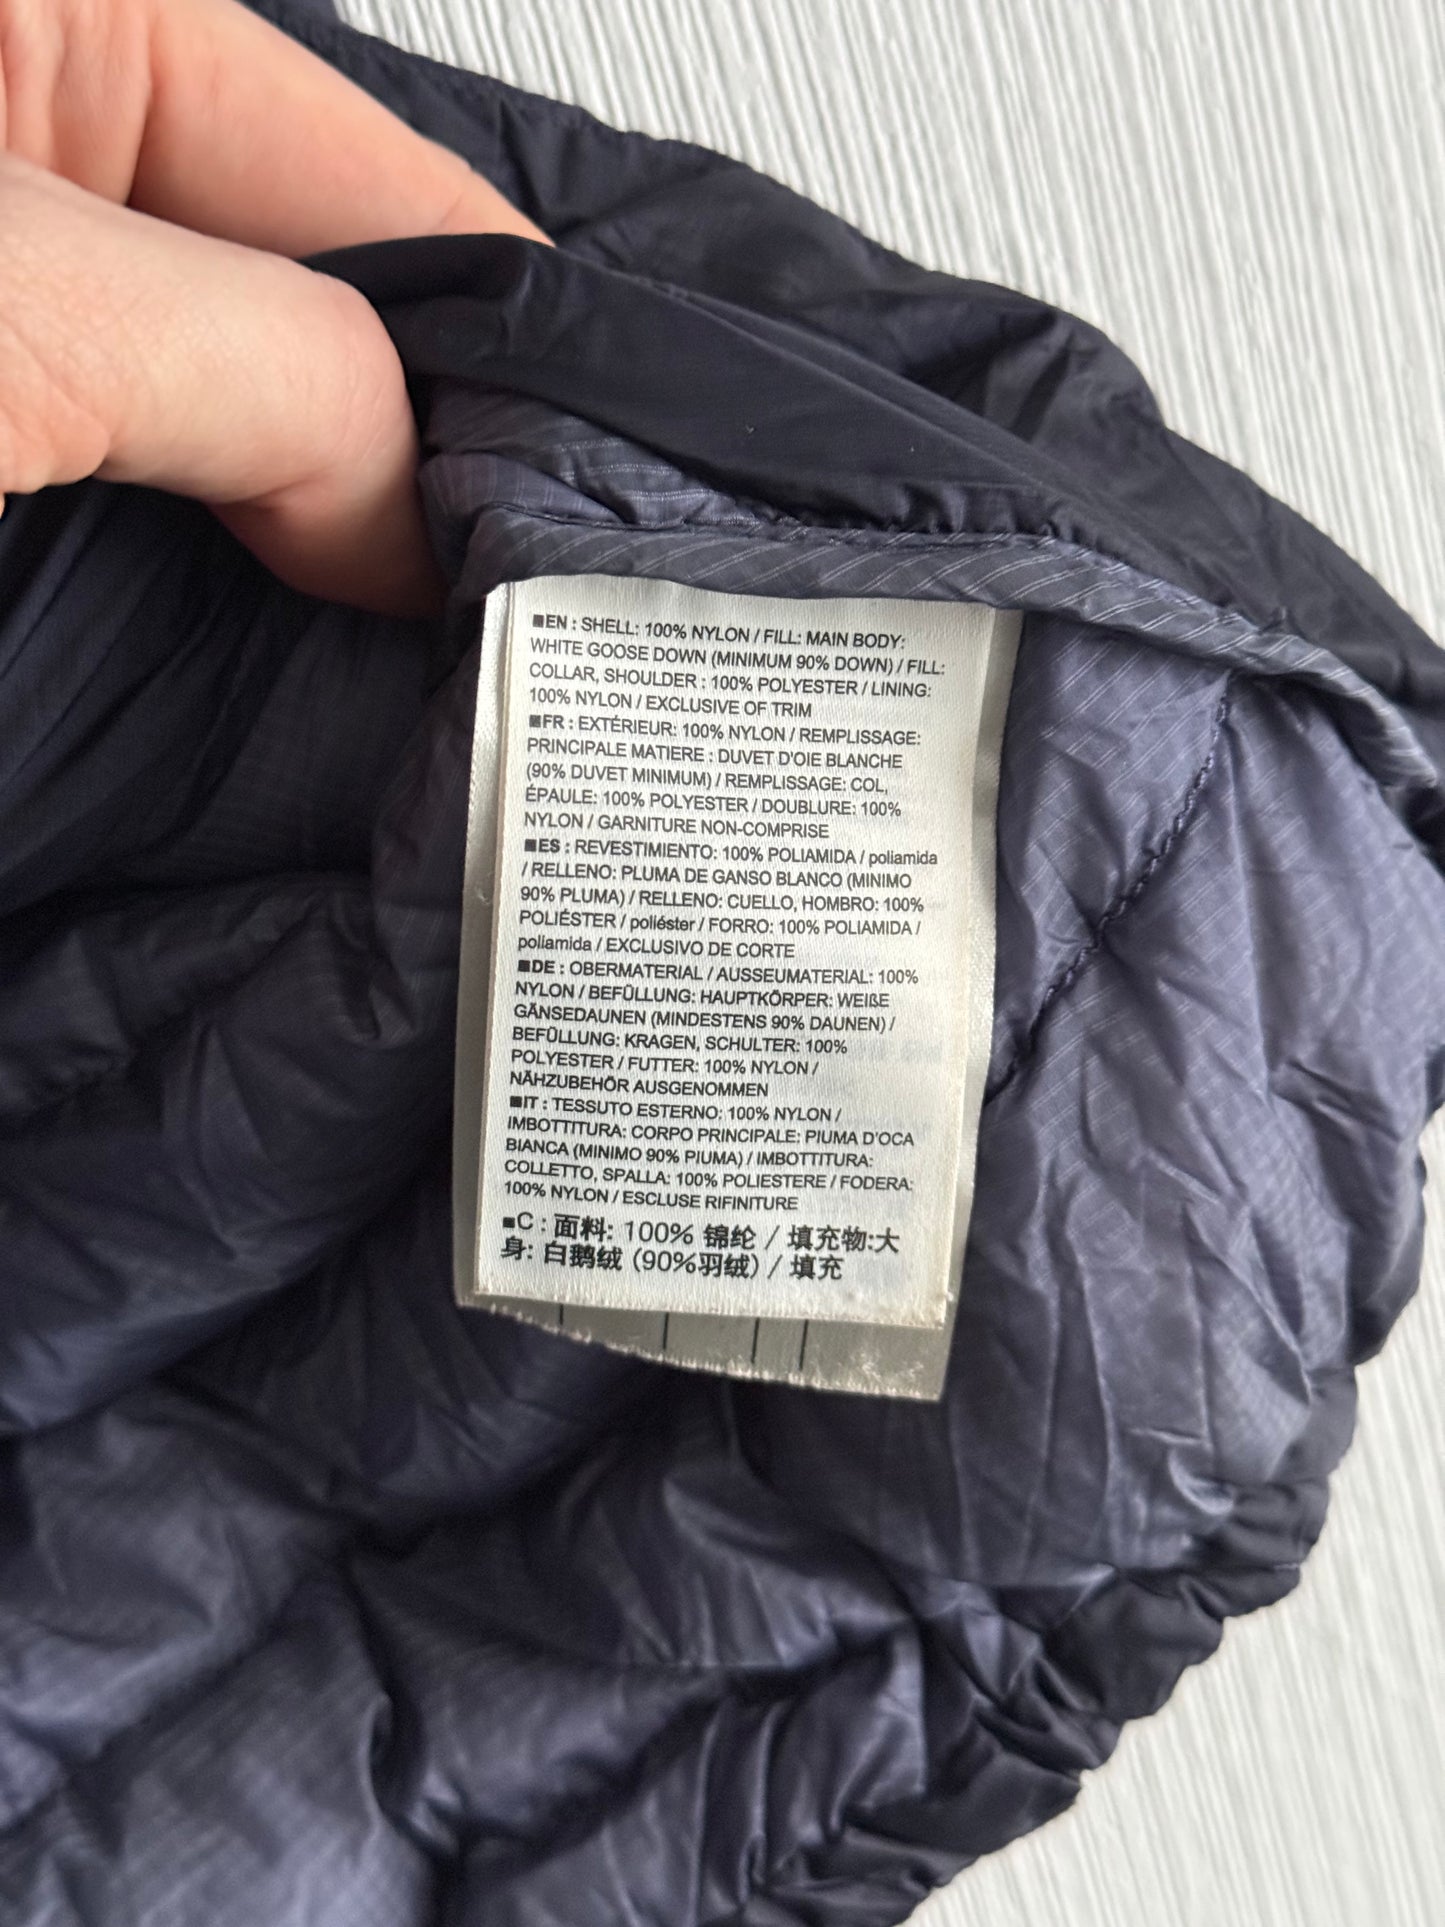 ■EN : SHELL: 100% NYLON / FILL: MAIN BODY:
WHITE GOOSE DOWN (MINIMUM 90% DOWN) / FILL:
COLLAR, SHOULDER : 100% POLYESTER / LINING:
100% NYLON / EXCLUSIVE OF TRIM
■FR : EXTÉRIEUR: 100% NYLON / REMPLISSAGE:
PRINCIPALE MATIERE : DUVET D'OIE BLANCHE
(90% DUVET MINIMUM) / REMPLISSAGE: COL,
ÉPAULE: 100% POLYESTER / DOUBLURE: 100%
NYLON / GARNITURE NON-COMPRISE
■ES : REVESTIMIENTO: 100% POLIAMIDA / poliamida
/ RELLENO: PLUMA DE GANSO BLANCO (MINIMO
90% PLUMA) / RELLENO: CUELLO, HOMBRO: 100%
POLIÉSTER / poliéster / FORRO: 100% POLIAMIDA /
poliamida / EXCLUSIVO DE CORTE
■DE : OBERMATERIAL / AUSSEUMATERIAL: 100%
NYLON / BEFÜLLUNG: HAUPTKÖRPER: WEIßE
GÄNSEDAUNEN (MINDESTENS 90% DAUNEN) /
BEFÜLLUNG: KRAGEN, SCHULTER: 100%
POLYESTER / FUTTER: 100% NYLON /
NÄHZUBEHÖR AUSGENOMMEN
■IT : TESSUTO ESTERNO: 100% NYLON /
IMBOTTITURA: CORPO PRINCIPALE: PIUMA D'OCA
BIANCA (MINIMO 90% PIUMA) / IMBOTTITURA:
COLLETTO, SPALLA: 100% POLIESTERE / FODERA:
100% NYLON / ESCLUSE RIFINITURE
■C : 面料: 100% 锦纶 / 填充物:大
身: 白鹅绒 (90%羽绒) / 填充